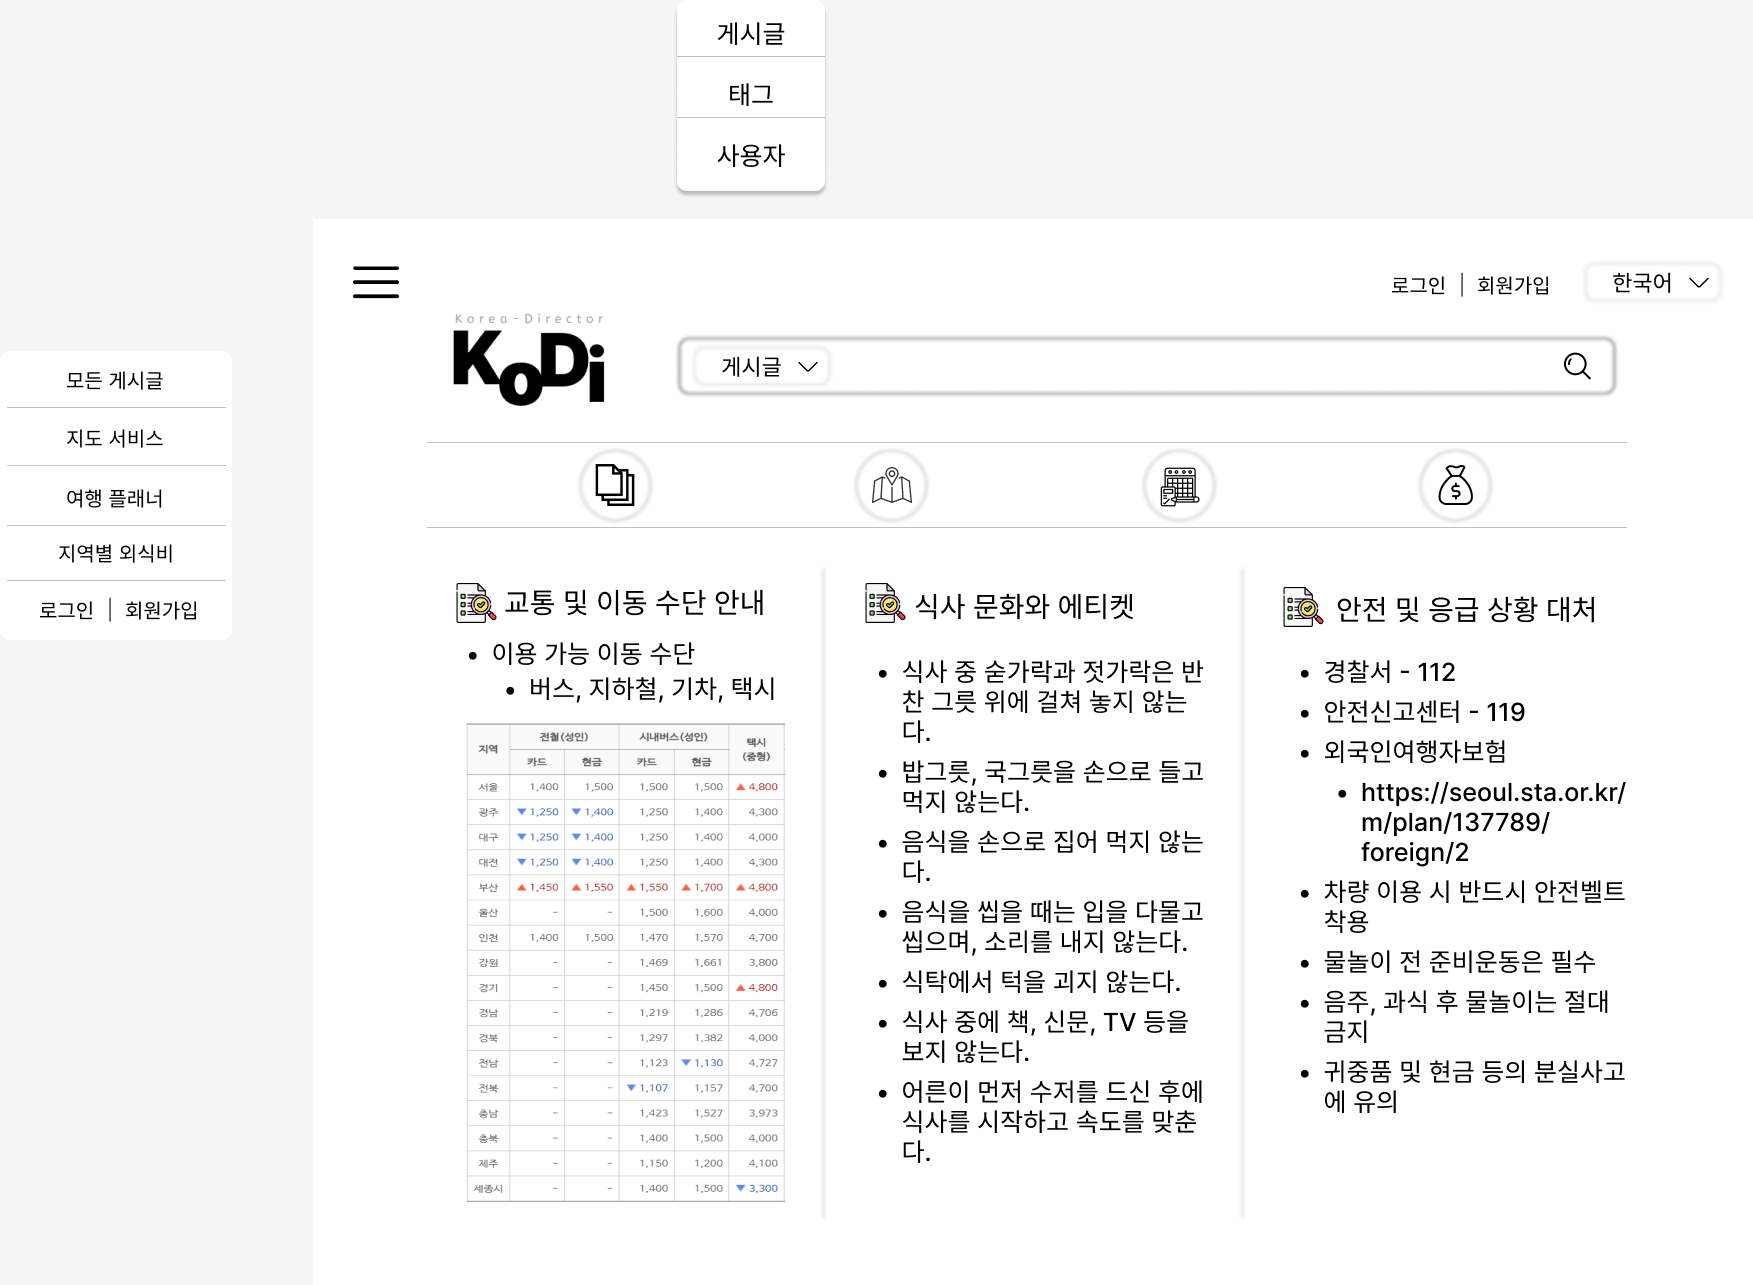 게시글
태그
사용자
로그인 | 회원가입
한국어
Korea-Director
KoDi
게시글
모든 게시글
지도 서비스
여행 플래너
지역별 외식비
로그인 | 회원가입
교통 및 이동 수단 안내
• 이용 가능 이동 수단
• 버스, 지하철, 기차, 택시
지역 전철(성인) 시내버스(성인) 택시
(중형)
카드 현금 카드 현금
서울 1,400 1,500 1,500 1,500 ▲ 4,800
광주 ▼ 1,250 ▼ 1,400 1,250 1,400 4,300
대구 ▼ 1,250 ▼ 1,400 1,250 1,400 4,000
대전 ▼ 1,250 ▼ 1,400 1,250 1,400 4,300
부산 ▲ 1,450 ▲ 1,550 ▲ 1,550 ▲ 1,700 ▲ 4,800
울산 - - 1,500 1,600 4,000
인천 1,400 1,500 1,470 1,570 4,700
강원 - - 1,469 1,661 3,800
경기 - - 1,450 1,500 ▲ 4,800
경남 - - 1,219 1,286 4,706
경북 - - 1,297 1,382 4,000
전남 - - 1,123 ▼ 1,130 4,727
전북 - - ▼ 1,107 1,157 4,700
충남 - - 1,423 1,527 3,973
충북 - - 1,400 1,500 4,000
제주 - - 1,150 1,200 4,100
세종시 - - 1,400 1,500 ▼ 3,300
식사 문화와 에티켓
• 식사 중 숟가락과 젓가락은 반
찬 그릇 위에 걸쳐 놓지 않는
다.
• 밥그릇, 국그릇을 손으로 들고
먹지 않는다.
• 음식을 손으로 집어 먹지 않는
다.
• 음식을 씹을 때는 입을 다물고
씹으며, 소리를 내지 않는다.
• 식탁에서 턱을 괴지 않는다.
• 식사 중에 책, 신문, TV 등을
보지 않는다.
• 어른이 먼저 수저를 드신 후에
식사를 시작하고 속도를 맞춘
다.
안전 및 응급 상황 대처
• 경찰서 - 112
• 안전신고센터 - 119
• 외국인여행자보험
• https://seoul.sta.or.kr/
m/plan/137789/
foreign/2
• 차량 이용 시 반드시 안전벨트
착용
• 물놀이 전 준비운동은 필수
• 음주, 과식 후 물놀이는 절대
금지
• 귀중품 및 현금 등의 분실사고
에 유의